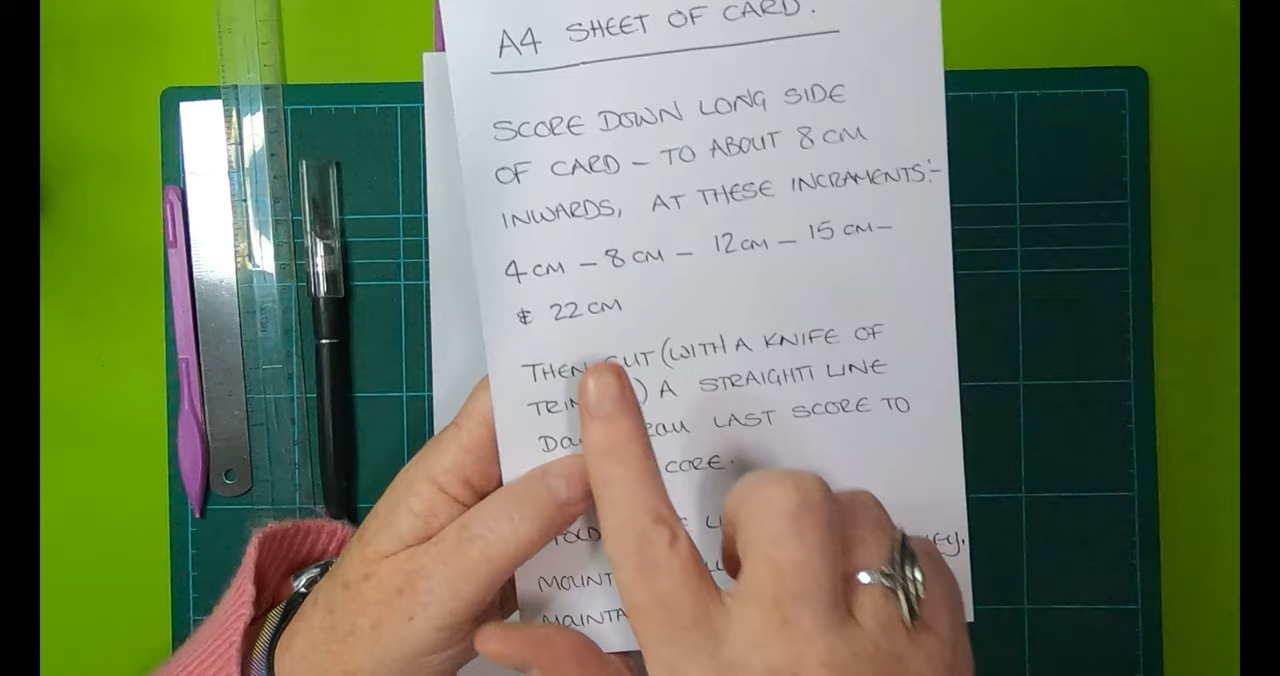 A4 SHEET OF CARD.
SCORE DOWN LONG SIDE
OF CARD - TO ABOUT 8 CM
INWARDS, AT THESE INCRAMENTS:-
4 CM - 8 CM - 12 CM - 15 CM -
& 22 CM
THEN CUT (WITH A KNIFE OF
) A STRAIGHT LINE
LAST SCORE TO
MOUNT